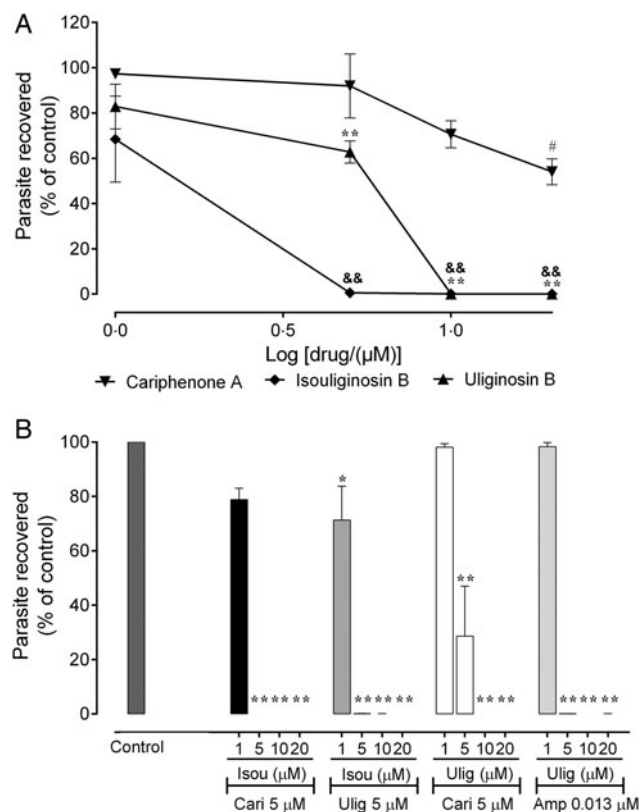 A
Parasite recovered
(% of control)
120
100
80
60
40
20
0
**
#
&&
&&
**
&&
**
0·0 0·5 1·0
Log [drug/(µM)]
Cariphenone A Isouliginosin B Uliginosin B
B
Parasite recovered
(% of control)
100
80
60
40
20
0
*
**
** ** ** ** ** ** ** ** ** ** **
Control
1 5 10 20 1 5 10 20 1 5 10 20 1 5 10 20
Isou (µM) Isou (µM) Ulig (µM) Ulig (µM)
Cari 5 µM Ulig 5 µM Cari 5 µM Amp 0.013 µM